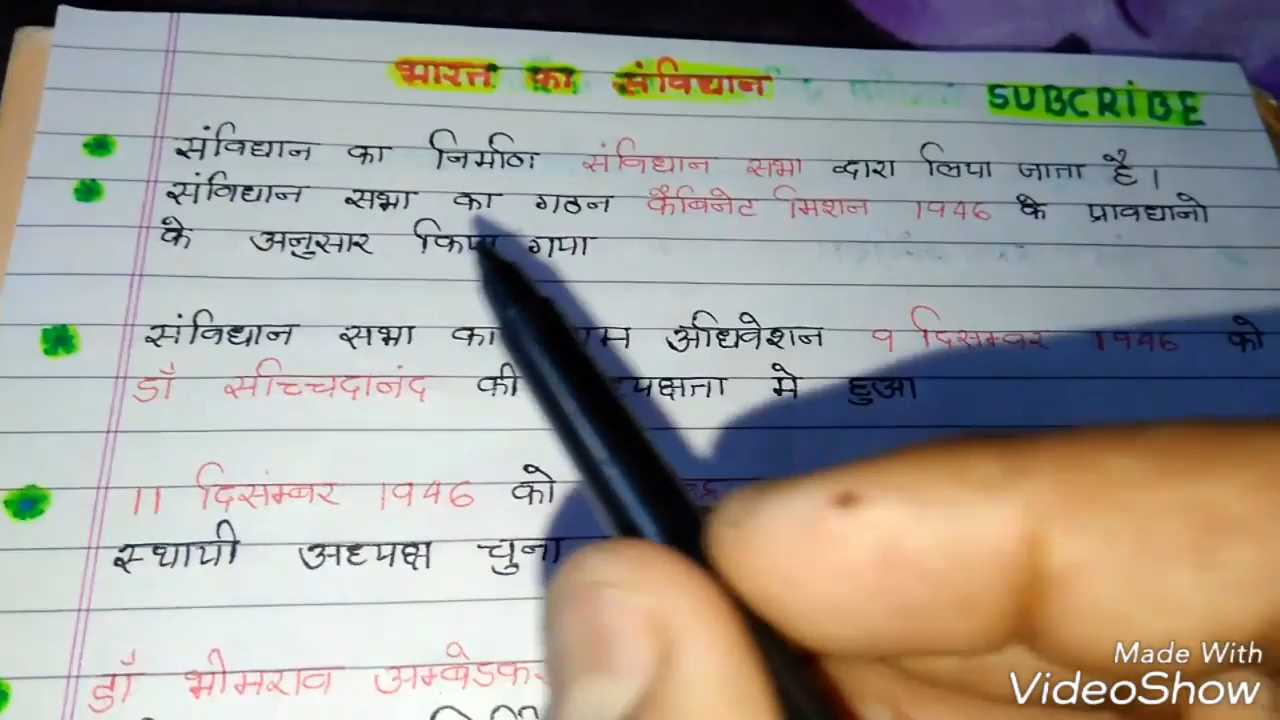 भारत का संविधान
SUBCRIBE
संविधान का निर्माण संविधान सभा द्वारा लिया जाता है।
संविधान सभा का गठन कैबिनेट मिशन 1946 के प्रावधानो
के अनुसार किया गया
संविधान सभा का अधिवेशन 9 दिसम्बर 1946 को
डॉ सच्चिदानंद की में हुआ
11 दिसम्बर 1946 को
स्थायी अध्यक्ष चुना
डॉ भीमराव अम्बेडकर
Made With
VideoShow